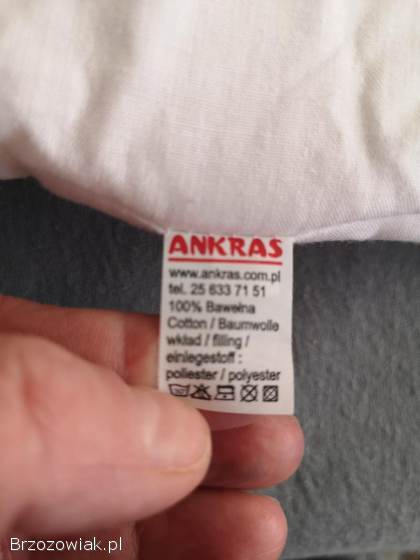 ANKRAS
www.ankras.com.pl
tel. 25 633 71 51
100% Bawełna
Cotton / Baumwolle
wkład / filling /
einlegestoff :
poliester / polyester
Brzozowiak.pl